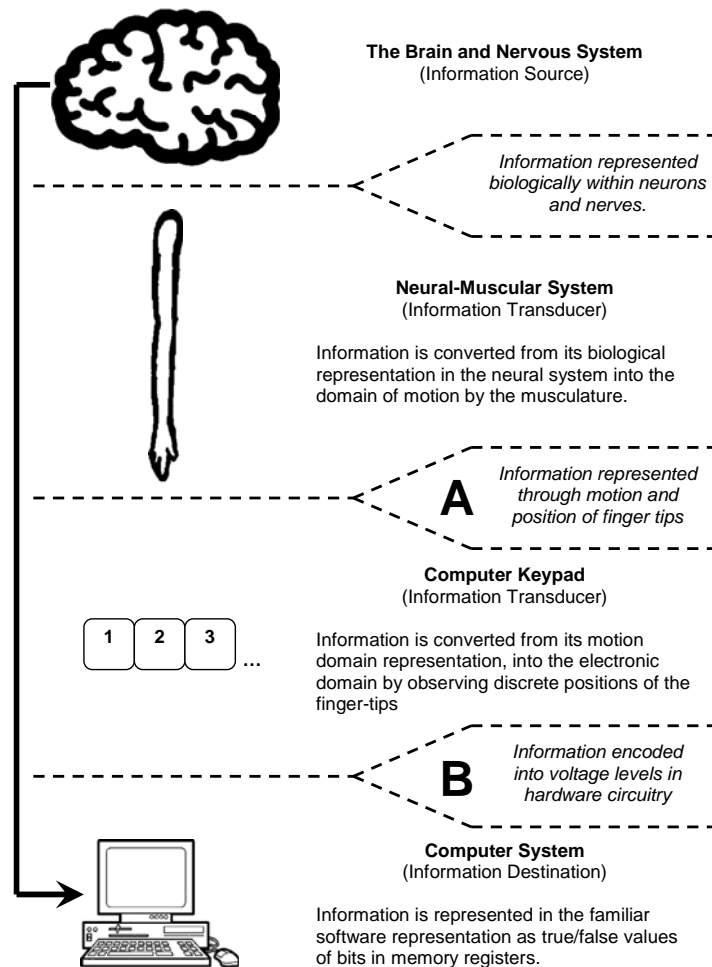 The Brain and Nervous System
(Information Source)
Information represented
biologically within neurons
and nerves.
Neural-Muscular System
(Information Transducer)
Information is converted from its biological
representation in the neural system into the
domain of motion by the musculature.
A
Information represented
through motion and
position of finger tips
Computer Keypad
(Information Transducer)
1 2 3 ...
Information is converted from its motion
domain representation, into the electronic
domain by observing discrete positions of the
finger-tips
B
Information encoded
into voltage levels in
hardware circuitry
Computer System
(Information Destination)
Information is represented in the familiar
software representation as true/false values
of bits in memory registers.